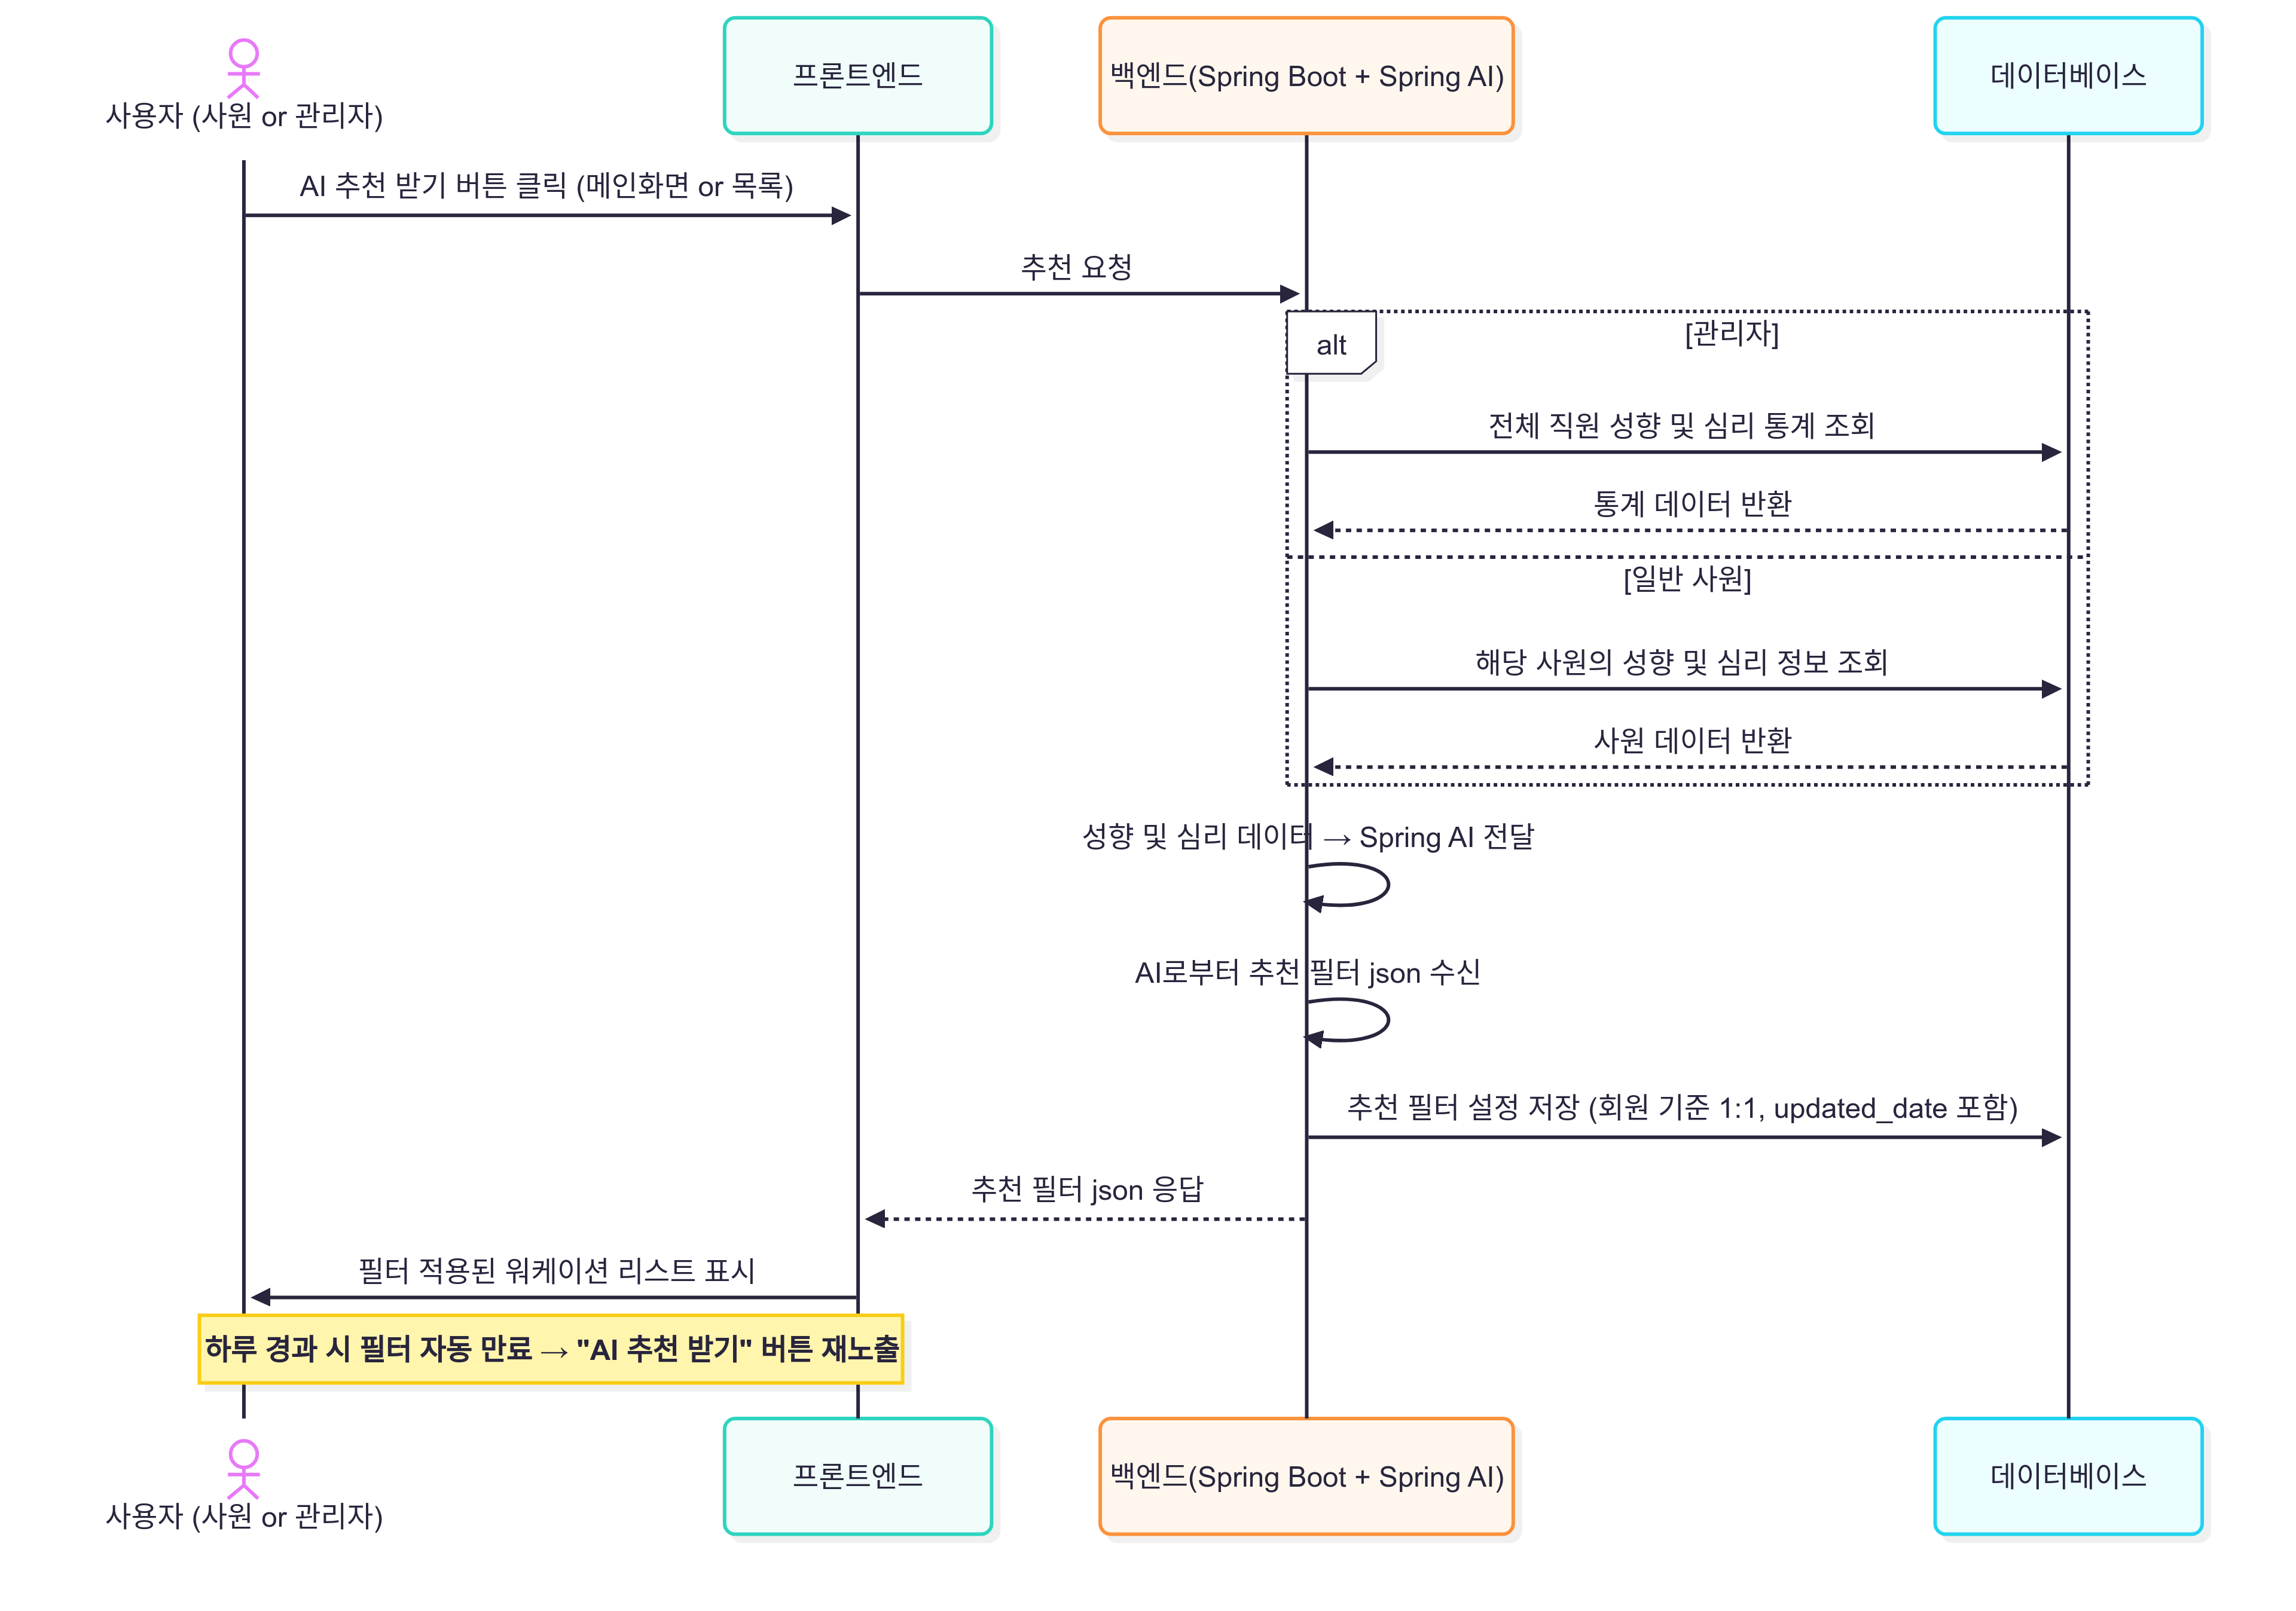 사용자 (사원 or 관리자)
프론트엔드
백엔드(Spring Boot + Spring AI)
데이터베이스
AI 추천 받기 버튼 클릭 (메인화면 or 목록)
추천 요청
alt
[관리자]
전체 직원 성향 및 심리 통계 조회
통계 데이터 반환
[일반 사원]
해당 사원의 성향 및 심리 정보 조회
사원 데이터 반환
성향 및 심리 데이터 → Spring AI 전달
AI로부터 추천 필터 json 수신
추천 필터 설정 저장 (회원 기준 1:1, updated_date 포함)
추천 필터 json 응답
필터 적용된 워케이션 리스트 표시
하루 경과 시 필터 자동 만료 → "AI 추천 받기" 버튼 재노출
사용자 (사원 or 관리자)
프론트엔드
백엔드(Spring Boot + Spring AI)
데이터베이스